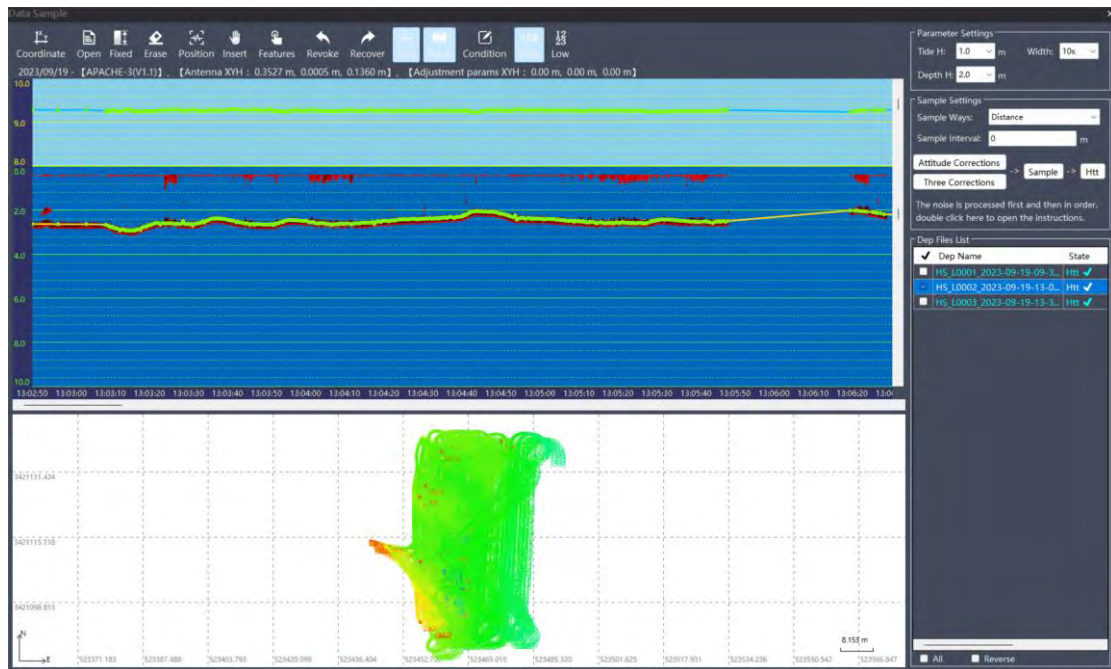 Data Sample
Coordinate Open Fixed Erase Position Insert Features Revoke Recover Condition Low
2023/09/19 - 【APACHE-3(V1.1)】, 【Antenna XYH : 0.3527 m, 0.0005 m, 0.1360 m】, 【Adjustment params XYH : 0.00 m, 0.00 m, 0.00 m】
10.0
9.0
8.0
0.0
2.0
4.0
6.0
8.0
10.0
13:02:50 13:03:00 13:03:10 13:03:20 13:03:30 13:03:40 13:03:50 13:04:00 13:04:10 13:04:20 13:04:30 13:04:40 13:04:50 13:05:00 13:05:10 13:05:20 13:05:30 13:05:40 13:05:50 13:06:00 13:06:10 13:06:20
3421131.424
3421115.118
3421098.813
N
E
8.153 m
523371.183 523387.488 523403.793 523420.099 523436.404 523469.015 523485.320 523501.625 523517.931 523534.236 523550.542 523566.847
Parameter Settings
Tide H: 1.0 m Width: 10s
Depth H: 2.0 m
Sample Settings
Sample Ways: Distance
Sample Interval: 0 m
Attitude Corrections
Three Corrections
-> Sample -> Htt
The noise is processed first and then in order,
double click here to open the instructions.
Dep Files List
Dep Name State
HS_L0001_2023-09-19-09-3... Htt
HS_L0002_2023-09-19-13-0... Htt
HS_L0003_2023-09-19-13-3... Htt
All Reverse